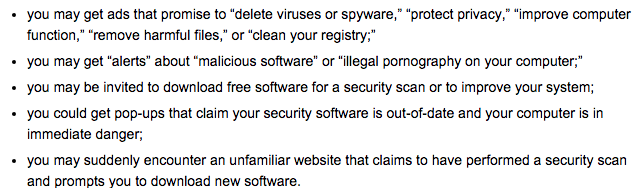 • you may get ads that promise to “delete viruses or spyware,” “protect privacy,” “improve computer
function,” “remove harmful files,” or “clean your registry;”
• you may get “alerts” about “malicious software” or “illegal pornography on your computer;”
• you may be invited to download free software for a security scan or to improve your system;
• you could get pop-ups that claim your security software is out-of-date and your computer is in
immediate danger;
• you may suddenly encounter an unfamiliar website that claims to have performed a security scan
and prompts you to download new software.